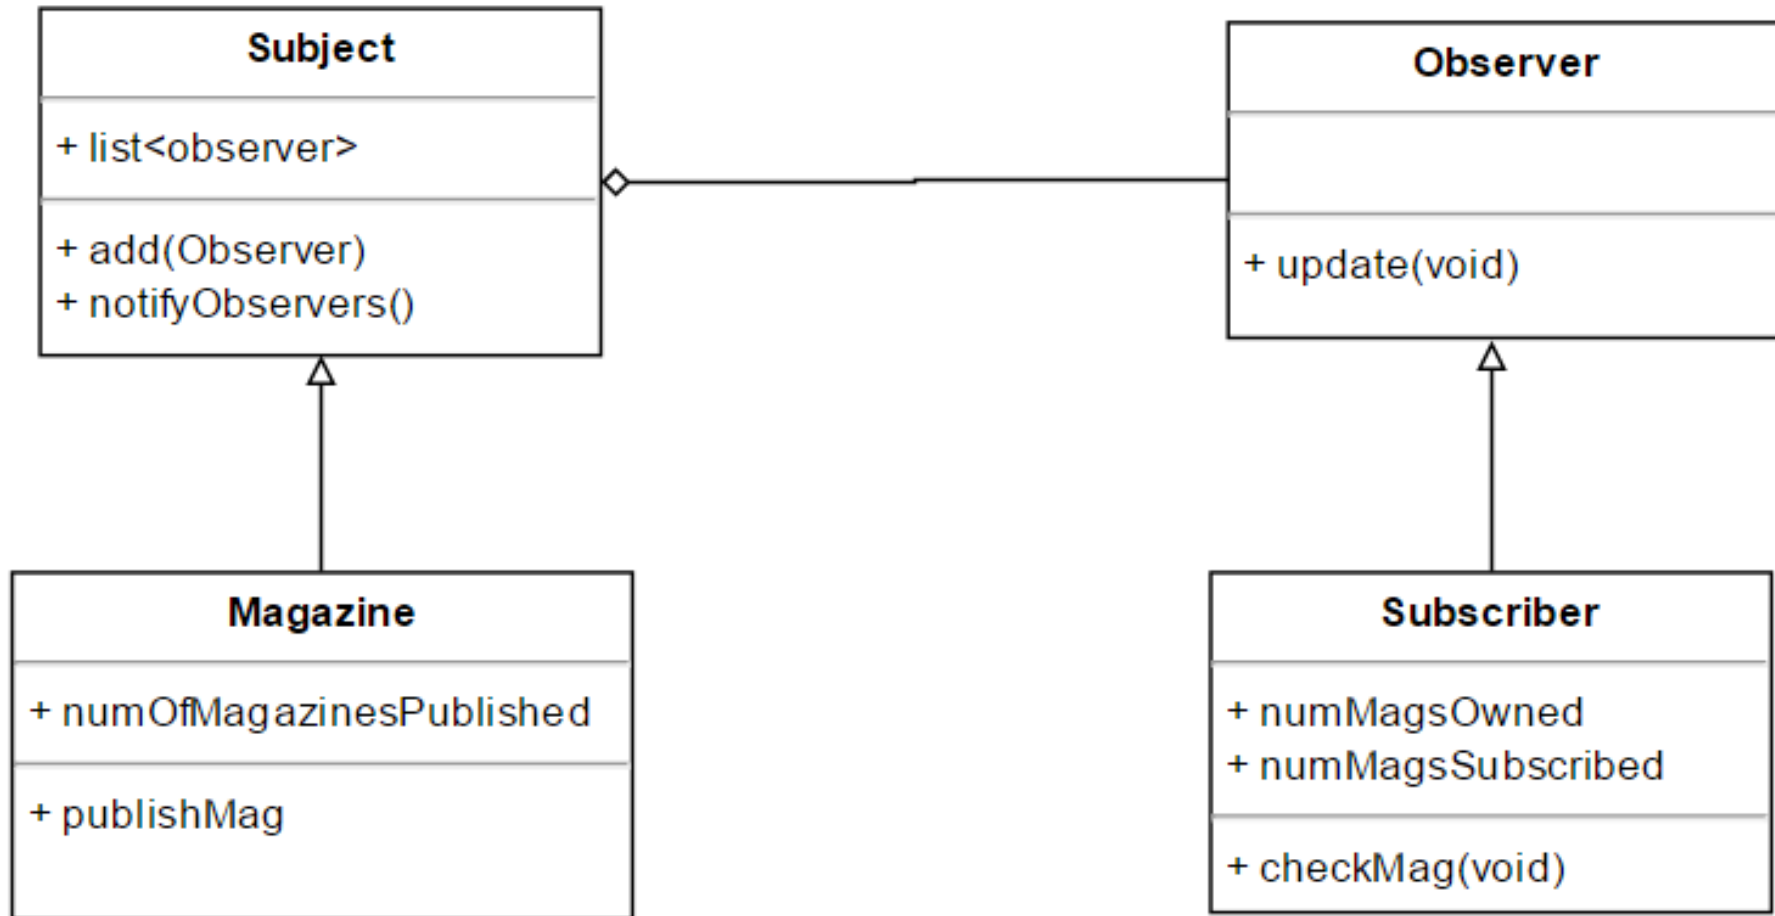 Subject
+ list<observer>
+ add(Observer)
+ notifyObservers()
Observer
+ update(void)
Magazine
+ numOfMagazinesPublished
+ publishMag
Subscriber
+ numMagsOwned
+ numMagsSubscribed
+ checkMag(void)